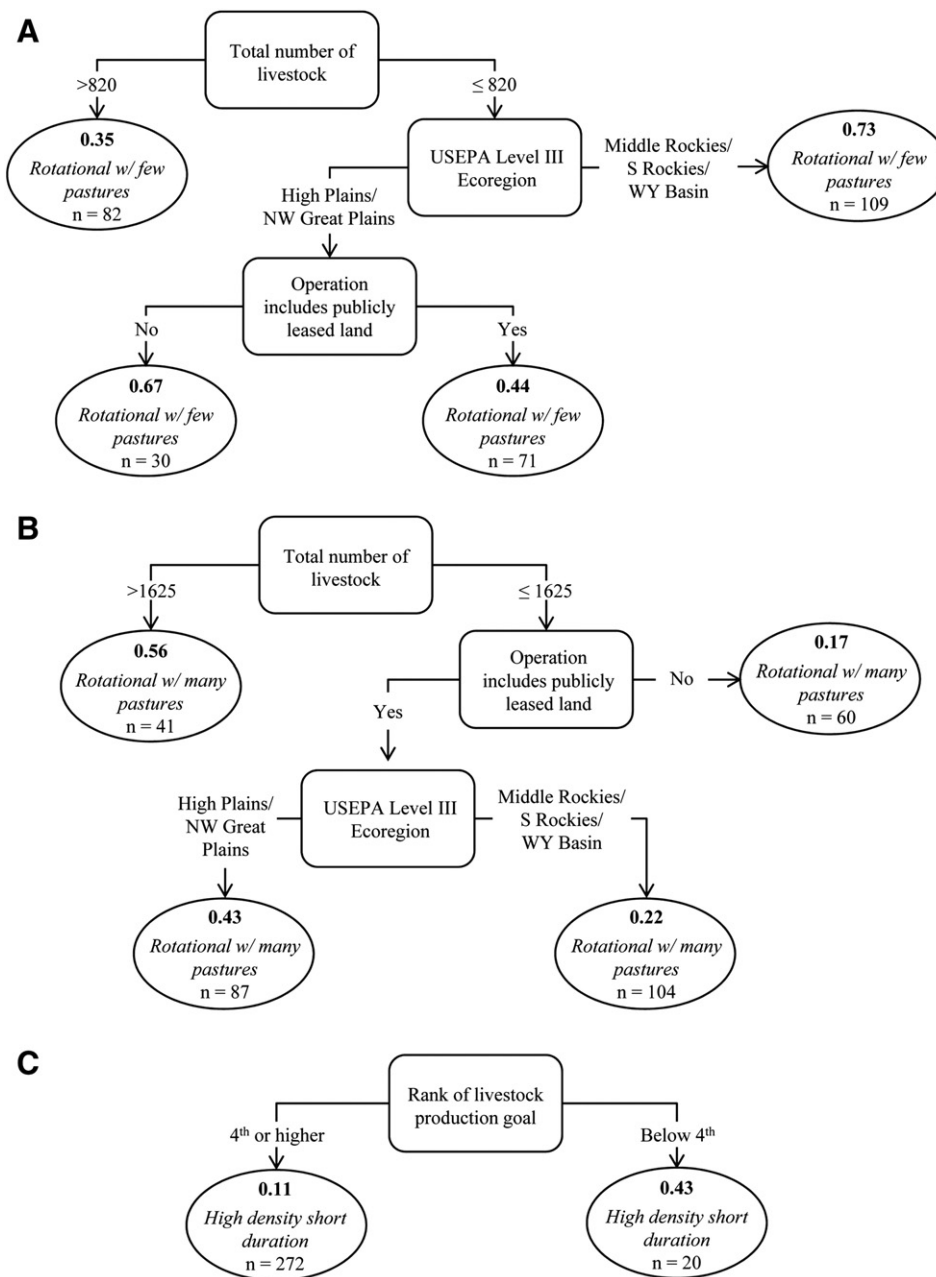 A
Total number of
livestock
>820
≤ 820
0.35
Rotational w/ few
pastures
n = 82
USEPA Level III
Ecoregion
Middle Rockies/
S Rockies/
WY Basin
0.73
Rotational w/ few
pastures
n = 109
High Plains/
NW Great Plains
Operation
includes publicly
leased land
No
Yes
0.67
Rotational w/ few
pastures
n = 30
0.44
Rotational w/ few
pastures
n = 71
B
Total number of
livestock
>1625
≤ 1625
0.56
Rotational w/ many
pastures
n = 41
Operation
includes publicly
leased land
No
0.17
Rotational w/ many
pastures
n = 60
Yes
USEPA Level III
Ecoregion
High Plains/
NW Great
Plains
Middle Rockies/
S Rockies/
WY Basin
0.43
Rotational w/ many
pastures
n = 87
0.22
Rotational w/ many
pastures
n = 104
C
Rank of livestock
production goal
4th or higher
Below 4th
0.11
High density short
duration
n = 272
0.43
High density short
duration
n = 20